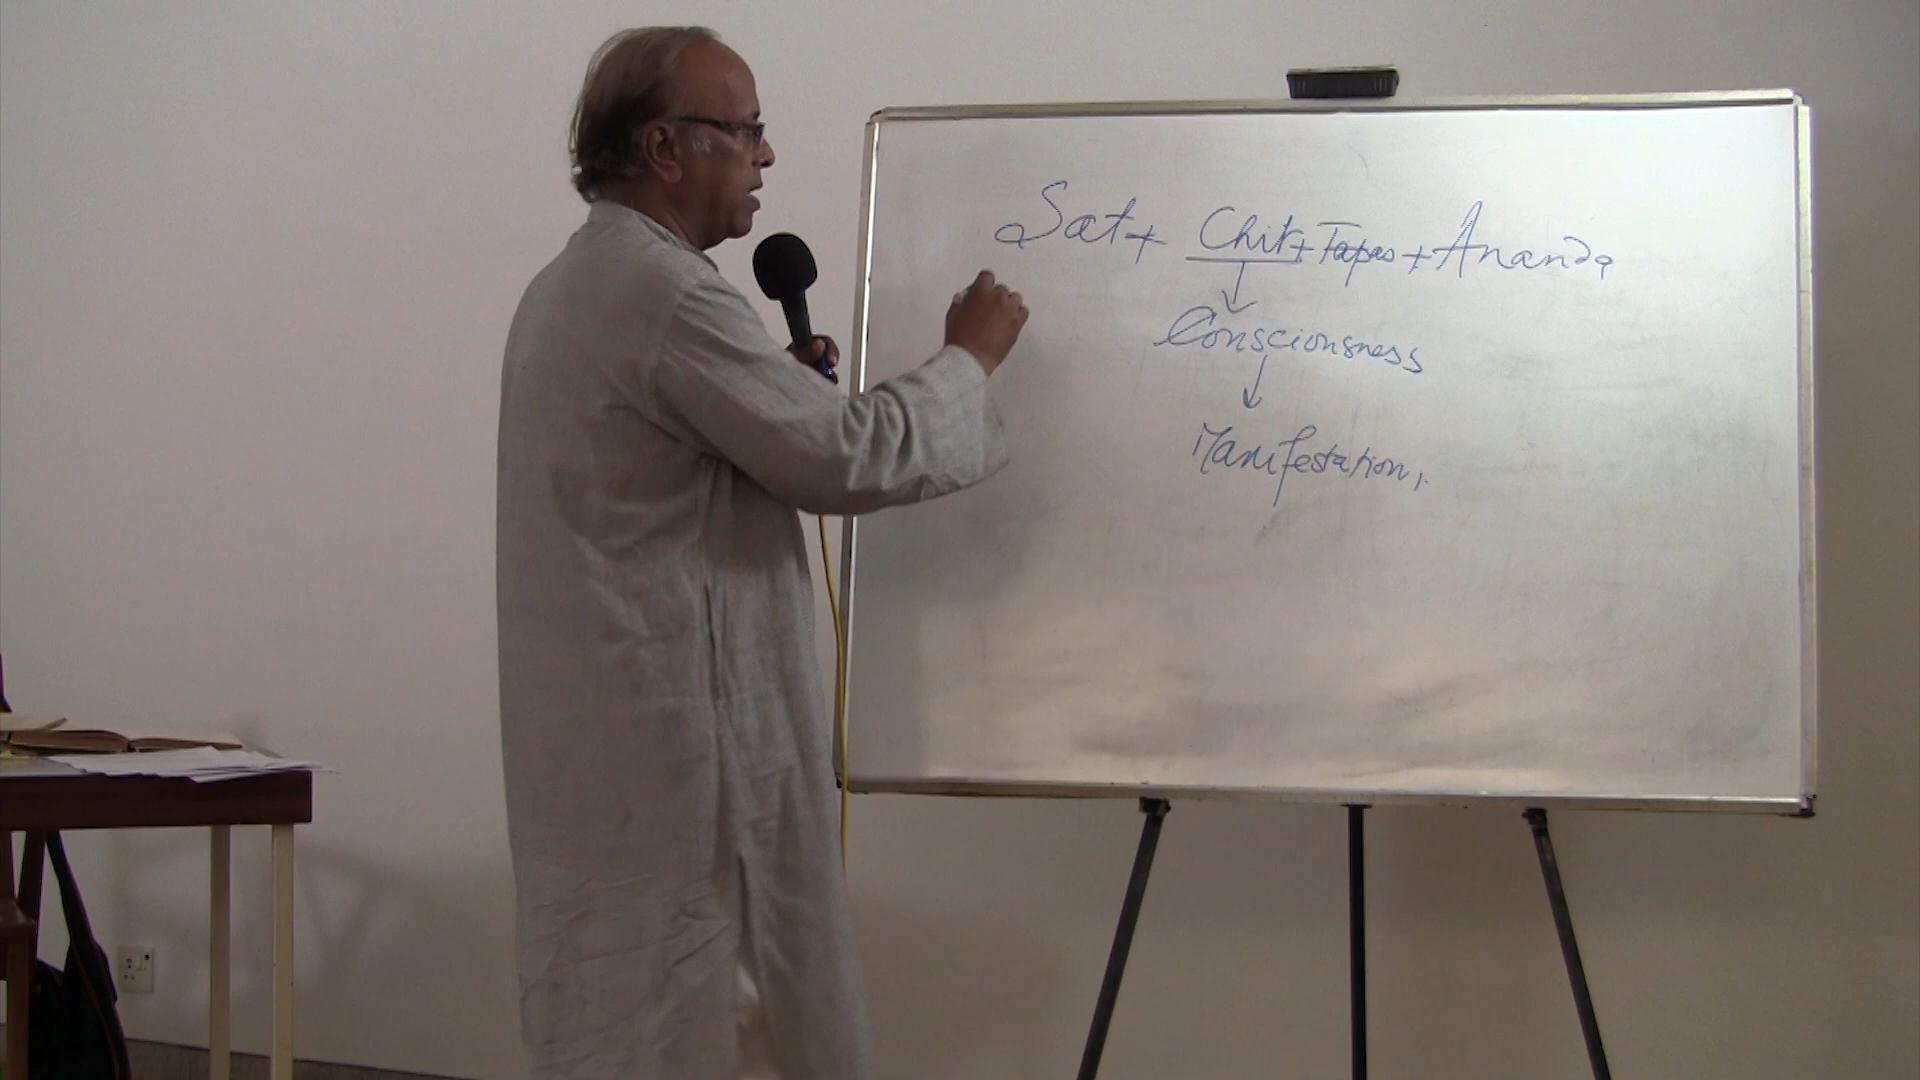 Sat + Chit + Tapas + Ananda
Consciousness
Manifestation,